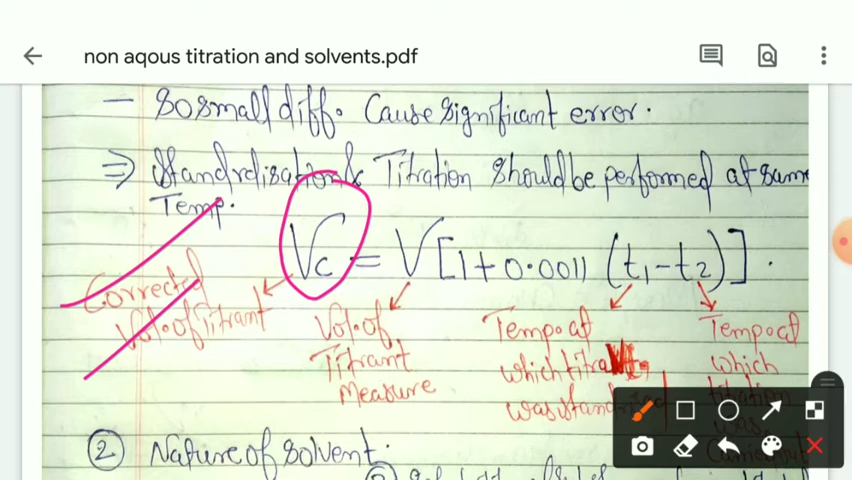 non aqous titration and solvents.pdf
— So small diff. Cause significant error.
⇒ Standrdisation & Titration should be performed at same
Temp.
Vc = V[1+0.0011 (t1-t2)].
Corrected
Vol. of Titrant
Vol. of
Titrant
Measure
Temp at
which
was
Temp at
which
titration
was
② Nature of Solvent.